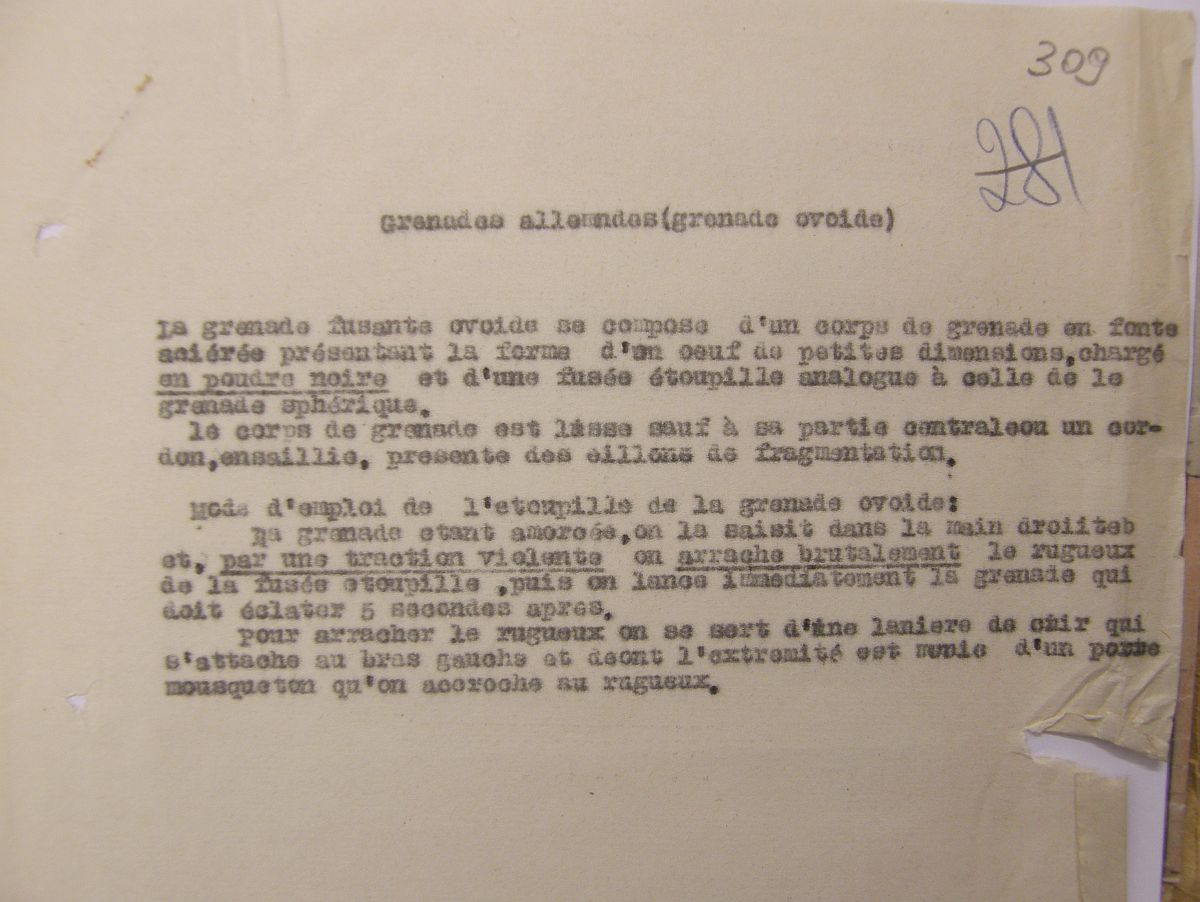 309
281
Grenades allemndes(grenade ovoide)
La grenade fusante ovoide se compose d'un corps de grenade en fonte
aciérée présentant la forme d'un oeuf de petites dimensions,chargé
en poudre noire et d'une fusée étoupille analogue à celle de le
grenade sphérique.
le corps de grenade est lisse sauf à sa partie centraleou un cor-
don,ensaillie, presente des sillons de fragmentation.
Mode d'emploi de l'etoupille de la grenade ovoide:
La grenade etant amorcée,on la saisit dans la main droiiteb
et, par une traction violente on arrache brutalement le rugueux
de la fusée etoupille ,puis on lance immediatement la grenade qui
doit éclater 5 secondes apres.
pour arracher le rugueux on se sert d'une laniere de cuir qui
s'attache au bras gauche et deont l'extremité est munie d'un porte
mousqueton qu'on accroche au rugueux.